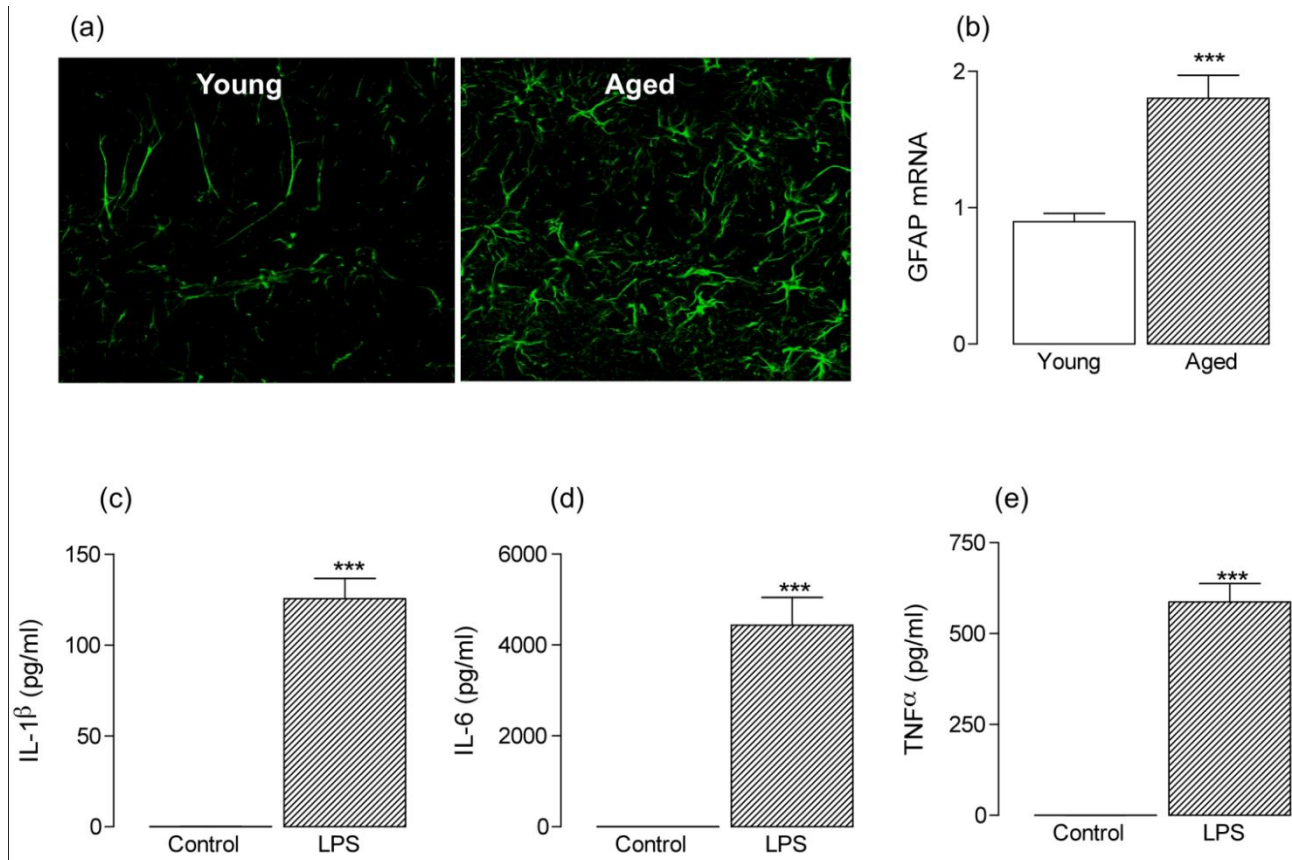 (a)
Young
Aged
(b)
***
2
1
0
GFAP mRNA
Young
Aged
(c)
***
150
100
50
0
IL-1β (pg/ml)
Control
LPS
(d)
***
6000
4000
2000
0
IL-6 (pg/ml)
Control
LPS
(e)
***
750
500
250
0
TNFα (pg/ml)
Control
LPS